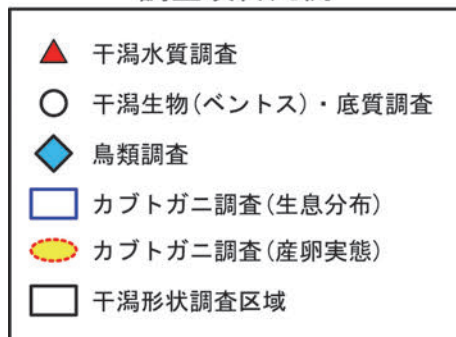 干潟水質調査
干潟生物(ベントス)・底質調査
鳥類調査
カブトガニ調査(生息分布)
カブトガニ調査(産卵実態)
干潟形状調査区域